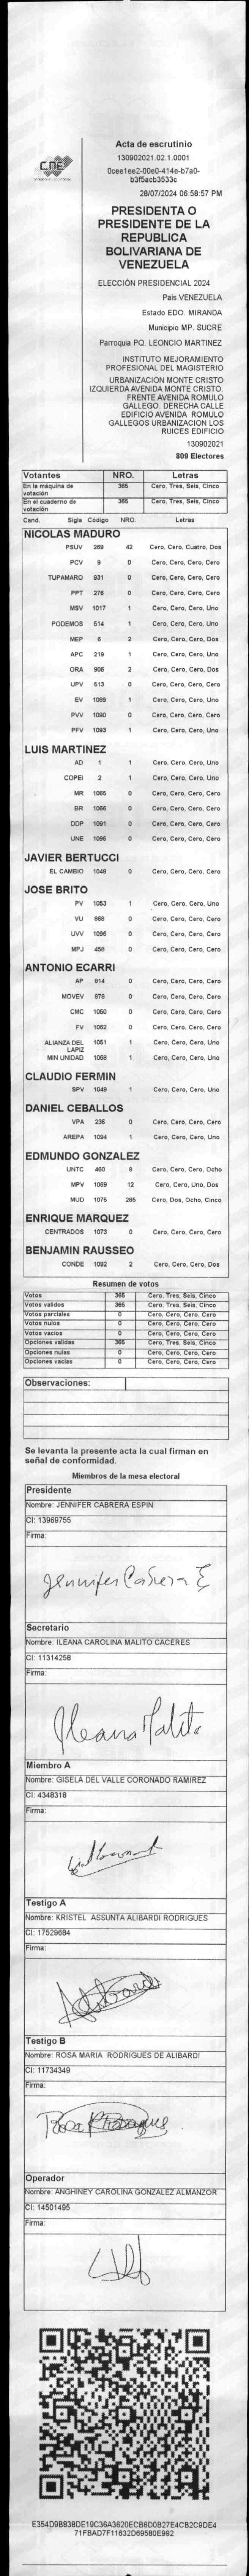 CNE
Acta de escrutinio
130902021.02.1.0001
0cee1ee2-00e0-414e-b7a0-
b3f5acb3533c
28/07/2024 06:58:57 PM
PRESIDENTA O
PRESIDENTE DE LA
REPUBLICA
BOLIVARIANA DE
VENEZUELA
ELECCIÓN PRESIDENCIAL 2024
Pais VENEZUELA
Estado EDO. MIRANDA
Municipio MP. SUCRE
Parroquia PQ. LEONCIO MARTINEZ
INSTITUTO MEJORAMIENTO
PROFESIONAL DEL MAGISTERIO
URBANIZACIÓN MONTE CRISTO
IZQUIERDA AVENIDA MONTE CRISTO.
FRENTE AVENIDA ROMULO
GALLEGO. DERECHA CALLE
EDIFICIO AVENIDA ROMULO
GALLEGOS URBANIZACION LOS
RUICES EDIFICIO
130902021
809 Electores
Votantes NRO. Letras
En la máquina de votación 365 Cero, Tres, Seis, Cinco
En el cuaderno de votación 365 Cero, Tres, Seis, Cinco
Cand. Sigla Código NRO. Letras
NICOLAS MADURO
PSUV 269 42 Cero, Cero, Cuatro, Dos
PCV 9 0 Cero, Cero, Cero, Cero
TUPAMARO 931 0 Cero, Cero, Cero, Cero
PPT 276 0 Cero, Cero, Cero, Cero
MSV 1017 1 Cero, Cero, Cero, Uno
PODEMOS 514 1 Cero, Cero, Cero, Uno
MEP 6 2 Cero, Cero, Cero, Dos
APC 219 1 Cero, Cero, Cero, Uno
ORA 906 2 Cero, Cero, Cero, Dos
UPV 513 0 Cero, Cero, Cero, Cero
EV 1089 1 Cero, Cero, Cero, Uno
PVV 1090 0 Cero, Cero, Cero, Cero
PFV 1093 1 Cero, Cero, Cero, Uno
LUIS MARTINEZ
AD 1 1 Cero, Cero, Cero, Uno
COPEI 2 1 Cero, Cero, Cero, Uno
MR 1065 0 Cero, Cero, Cero, Cero
BR 1066 0 Cero, Cero, Cero, Cero
DDP 1091 0 Cero, Cero, Cero, Cero
UNE 1095 0 Cero, Cero, Cero, Cero
JAVIER BERTUCCI
EL CAMBIO 1048 0 Cero, Cero, Cero, Cero
JOSE BRITO
PV 1053 1 Cero, Cero, Cero, Uno
VU 868 0 Cero, Cero, Cero, Cero
UVV 1096 0 Cero, Cero, Cero, Cero
MPJ 458 0 Cero, Cero, Cero, Cero
ANTONIO ECARRI
AP 814 0 Cero, Cero, Cero, Cero
MOVEV 878 0 Cero, Cero, Cero, Cero
CMC 1050 0 Cero, Cero, Cero, Cero
FV 1082 0 Cero, Cero, Cero, Cero
ALIANZA DEL LAPIZ 1051 1 Cero, Cero, Cero, Uno
MIN UNIDAD 1068 1 Cero, Cero, Cero, Uno
CLAUDIO FERMIN
SPV 1049 1 Cero, Cero, Cero, Uno
DANIEL CEBALLOS
VPA 235 0 Cero, Cero, Cero, Cero
AREPA 1094 1 Cero, Cero, Cero, Uno
EDMUNDO GONZALEZ
UNTC 460 8 Cero, Cero, Cero, Ocho
MPV 1069 12 Cero, Cero, Uno, Dos
MUD 1075 285 Cero, Dos, Ocho, Cinco
ENRIQUE MARQUEZ
CENTRADOS 1073 0 Cero, Cero, Cero, Cero
BENJAMIN RAUSSEO
CONDE 1092 2 Cero, Cero, Cero, Dos
Resumen de votos
Votos 365 Cero, Tres, Seis, Cinco
Votos validos 365 Cero, Tres, Seis, Cinco
Votos parciales 0 Cero, Cero, Cero, Cero
Votos nulos 0 Cero, Cero, Cero, Cero
Votos vacios 0 Cero, Cero, Cero, Cero
Opciones validas 365 Cero, Tres, Seis, Cinco
Opciones nulas 0 Cero, Cero, Cero, Cero
Opciones vacias 0 Cero, Cero, Cero, Cero
Observaciones:
Se levanta la presente acta la cual firman en
señal de conformidad.
Miembros de la mesa electoral
Presidente
Nombre: JENNIFER CABRERA ESPIN
CI: 13969755
Firma:
Jennifer Cabrera E
Secretario
Nombre: ILEANA CAROLINA MALITO CACERES
CI: 11314258
Firma:
Ileana Malito
Miembro A
Nombre: GISELA DEL VALLE CORONADO RAMIREZ
CI: 4348318
Firma:
Testigo A
Nombre: KRISTEL ASSUNTA ALIBARDI RODRIGUES
CI: 17529684
Firma:
Testigo B
Nombre: ROSA MARIA RODRIGUES DE ALIBARDI
CI: 11734349
Firma:
Operador
Nombre: ANGHINEY CAROLINA GONZALEZ ALMANZOR
CI: 14501495
Firma:
E354D9B838DE19C36A3620ECB6D0B27E4CB2C9DE4
71FBAD7F11632D69580E992